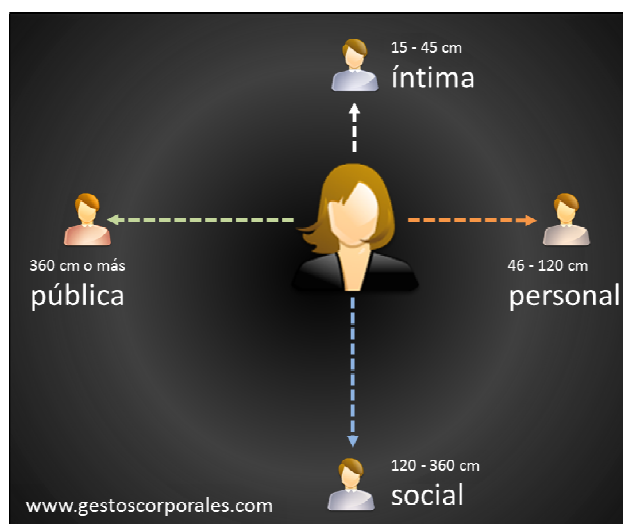 15 - 45 cm
íntima
360 cm o más
pública
46 - 120 cm
personal
120 - 360 cm
social
www.gestoscorporales.com